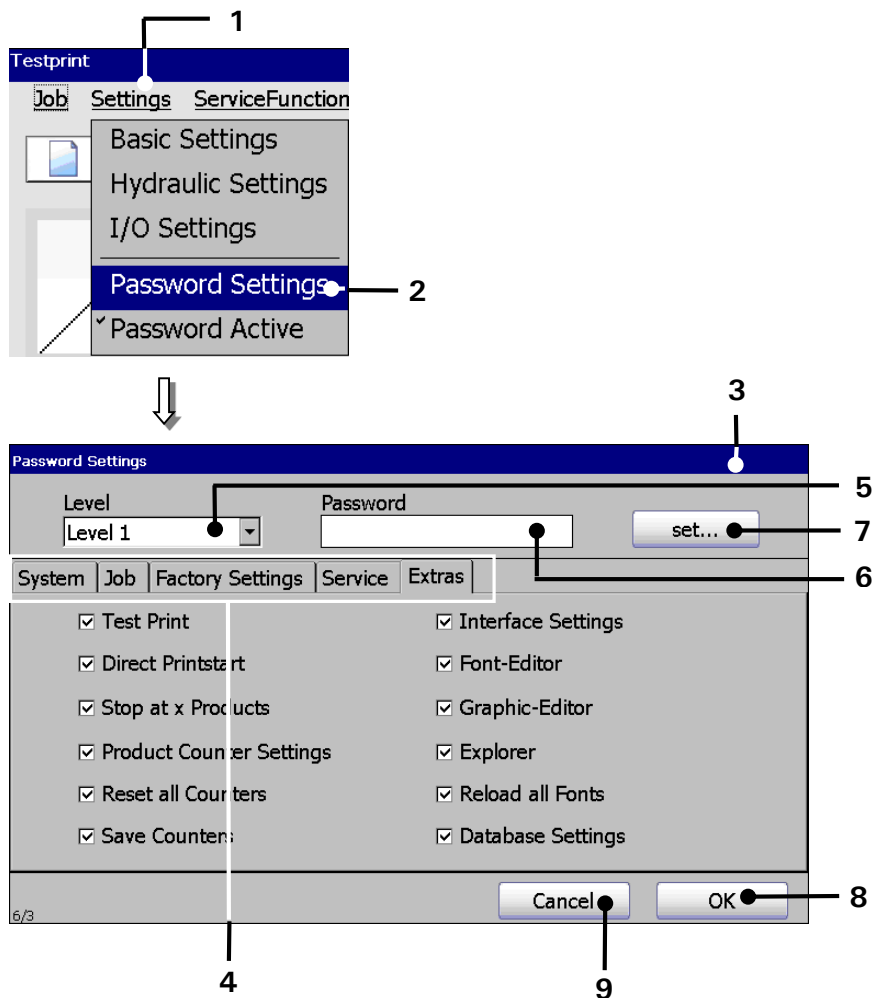 1
Testprint
Job Settings ServiceFunction
Basic Settings
Hydraulic Settings
I/O Settings
Password Settings
2
Password Active
3
Password Settings
5
Level Password
Level 1 set...
7
6
System Job Factory Settings Service Extras
Test Print Interface Settings
Direct Printstart Font-Editor
Stop at x Products Graphic-Editor
Product Counter Settings Explorer
Reset all Counters Reload all Fonts
Save Counters Database Settings
Cancel OK
8
6/3
4 9